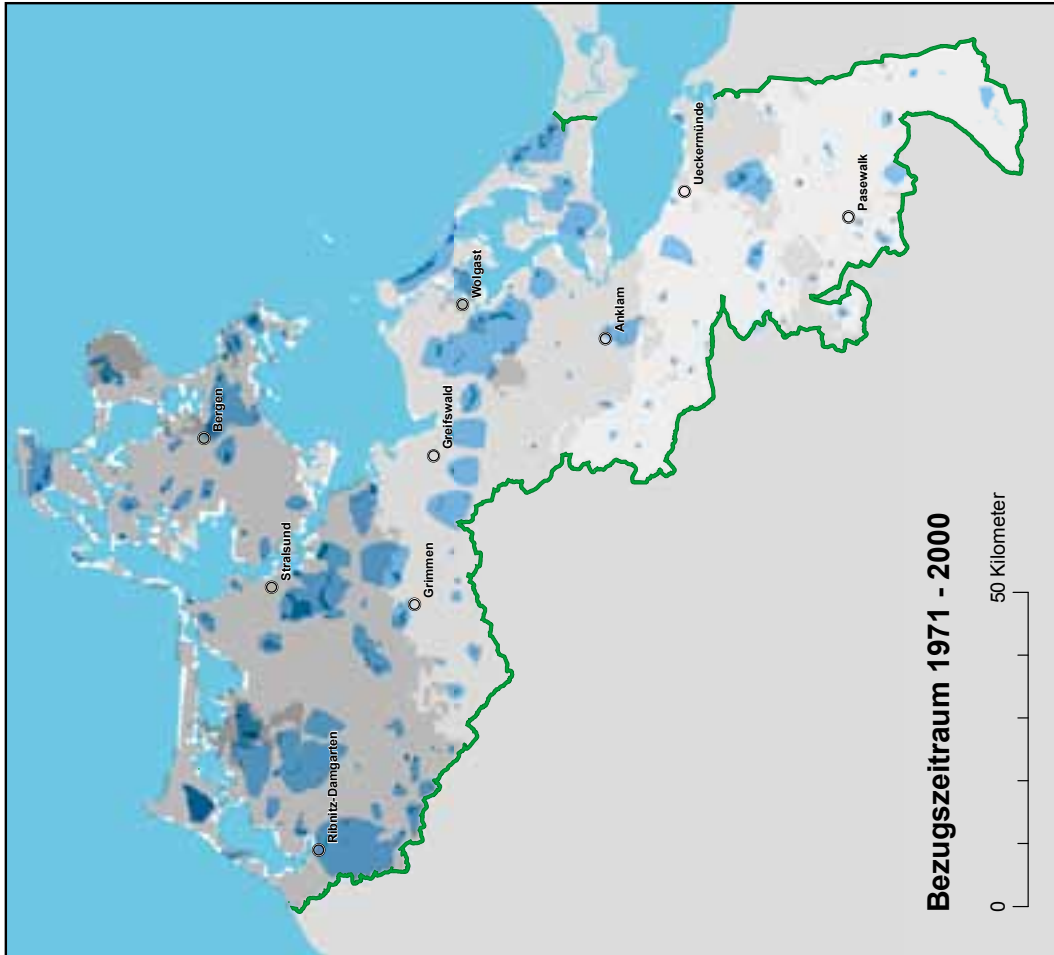 Bergen
Stralsund
Ribnitz-Damgarten
Wolgast
Greifswald
Grimmen
Anklam
Ueckermünde
Pasewalk
Bezugszeitraum 1971 - 2000
0
50 Kilometer